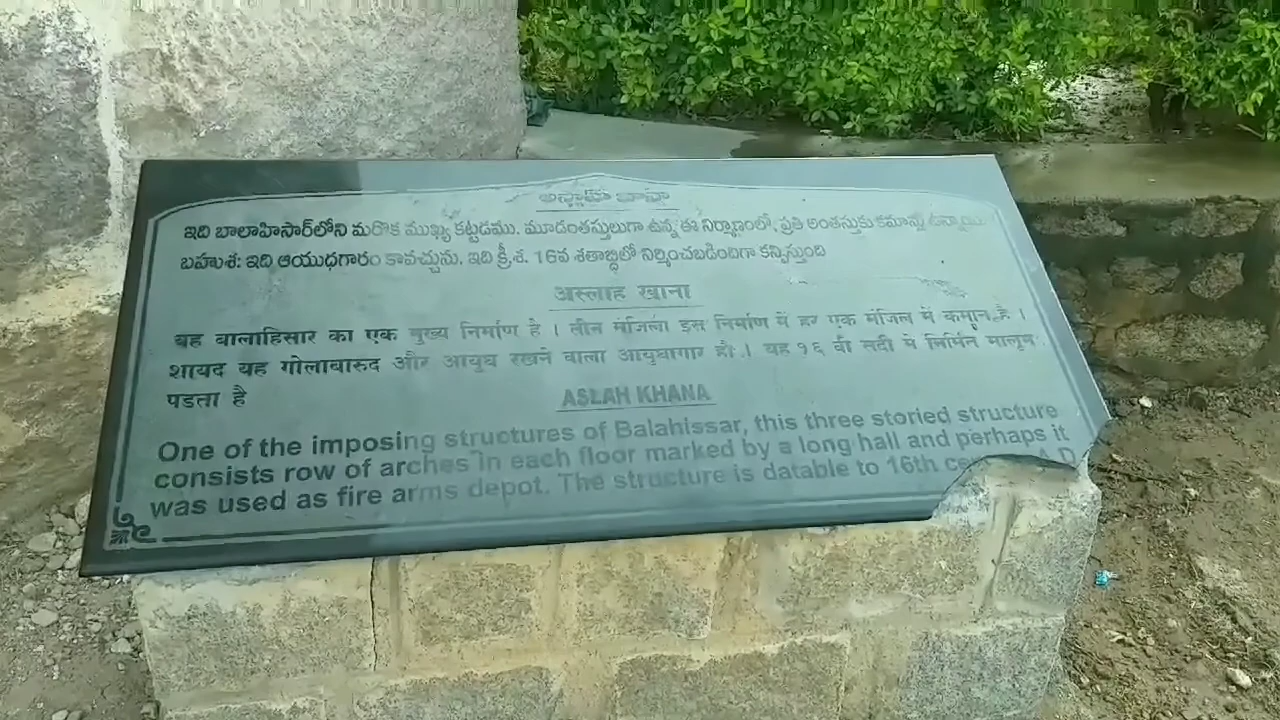 అస్లాహ ఖానా
ఇది బాలాహిసార్‌లోని మరొక ముఖ్య కట్టడము. మూడంతస్తులుగా ఉన్న ఈ నిర్మాణంలో, ప్రతి అంతస్తుకు కమాన్లు ఉన్నాయి
బహుశ: ఇది ఆయుధగారం కావచ్చును. ఇది క్రీ.శ. 16వ శతాబ్ధిలో నిర్మించబడిందిగా కన్పిస్తుంది
अस्लाह खाना
बह बालाहिसार का एक मुख्य निर्माण है । तीन मंजिला इस निर्माण में हर एक मंजिल में कमान है ।
शायद यह गोलाबारुद और आयुध रखने वाला आयुधागार हौ । यह १६ वी सदी में निर्मित मालूम
पडता है
ASLAH KHANA
One of the imposing structures of Balahissar, this three storied structure
consists row of arches in each floor marked by a long hall and perhaps it
was used as fire arms depot. The structure is datable to 16th A.D